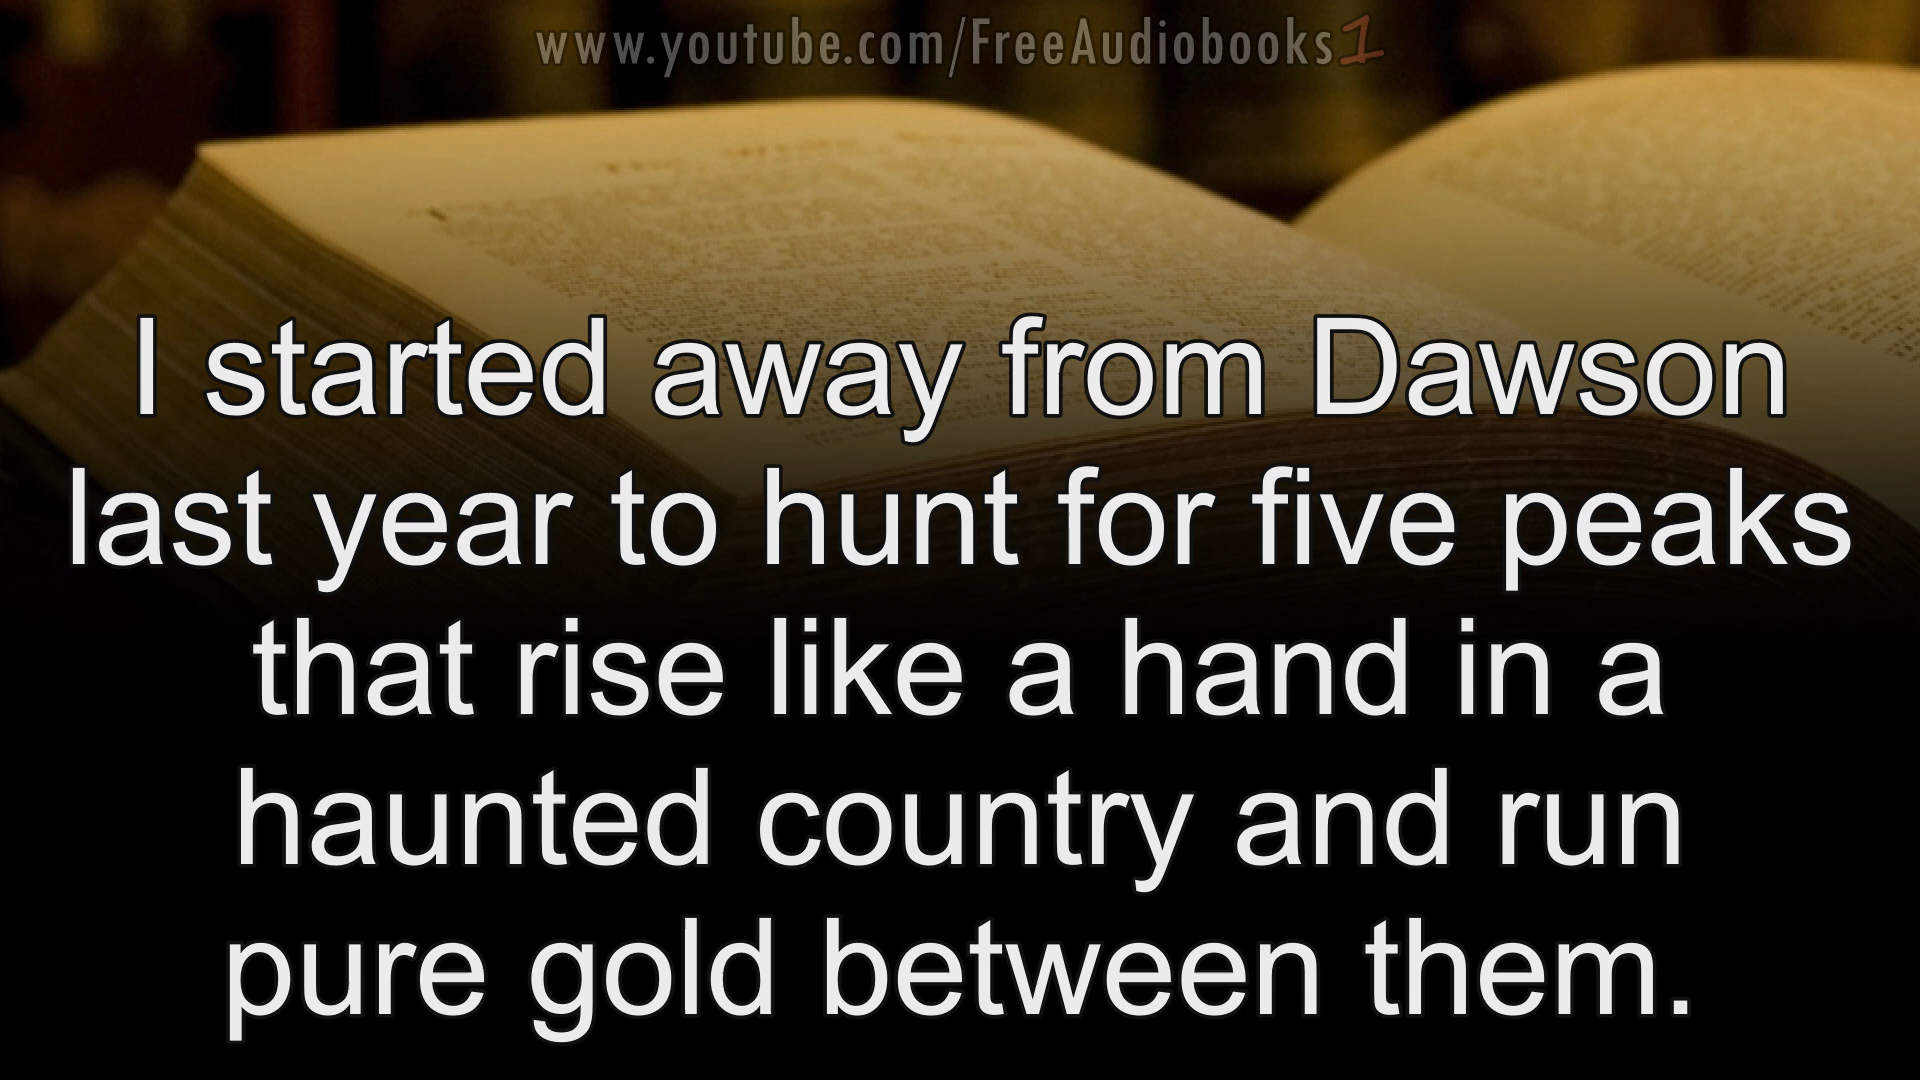 www.youtube.com/FreeAudiobooks1
I started away from Dawson
last year to hunt for five peaks
that rise like a hand in a
haunted country and run
pure gold between them.